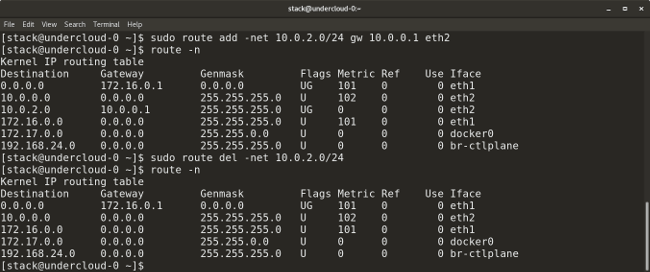 stack@undercloud-0:~
File Edit View Search Terminal Help
[stack@undercloud-0 ~]$ sudo route add -net 10.0.2.0/24 gw 10.0.0.1 eth2
[stack@undercloud-0 ~]$ route -n
Kernel IP routing table
Destination Gateway Genmask Flags Metric Ref Use Iface
0.0.0.0 172.16.0.1 0.0.0.0 UG 101 0 0 eth1
10.0.0.0 0.0.0.0 255.255.255.0 U 102 0 0 eth2
10.0.2.0 10.0.0.1 255.255.255.0 UG 0 0 0 eth2
172.16.0.0 0.0.0.0 255.255.255.0 U 101 0 0 eth1
172.17.0.0 0.0.0.0 255.255.0.0 U 0 0 0 docker0
192.168.24.0 0.0.0.0 255.255.255.0 U 0 0 0 br-ctlplane
[stack@undercloud-0 ~]$ sudo route del -net 10.0.2.0/24
[stack@undercloud-0 ~]$ route -n
Kernel IP routing table
Destination Gateway Genmask Flags Metric Ref Use Iface
0.0.0.0 172.16.0.1 0.0.0.0 UG 101 0 0 eth1
10.0.0.0 0.0.0.0 255.255.255.0 U 102 0 0 eth2
172.16.0.0 0.0.0.0 255.255.255.0 U 101 0 0 eth1
172.17.0.0 0.0.0.0 255.255.0.0 U 0 0 0 docker0
192.168.24.0 0.0.0.0 255.255.255.0 U 0 0 0 br-ctlplane
[stack@undercloud-0 ~]$